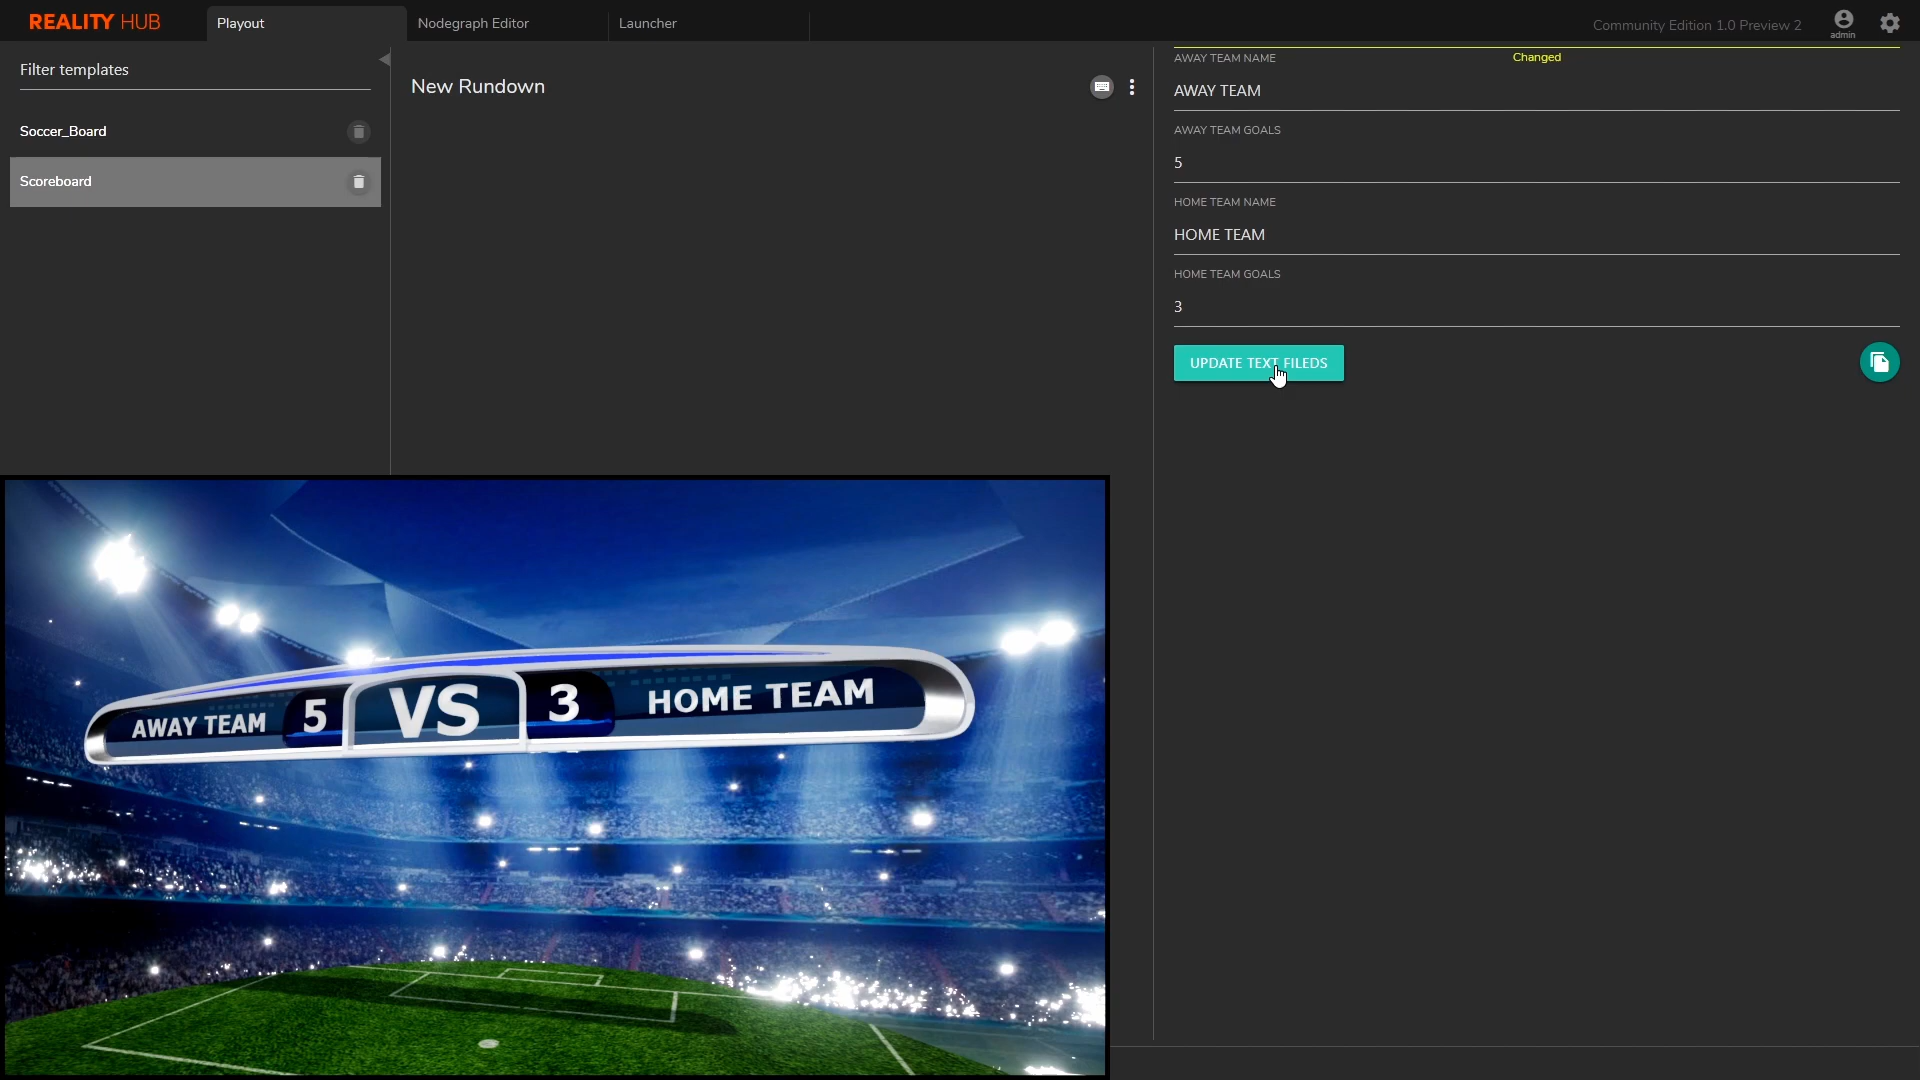 REALITY HUB
Playout
Nodegraph Editor
Launcher
Community Edition 1.0 Preview 2
admin
Filter templates
Soccer_Board
Scoreboard
New Rundown
Changed
AWAY TEAM NAME
AWAY TEAM
AWAY TEAM GOALS
5
HOME TEAM NAME
HOME TEAM
HOME TEAM GOALS
3
UPDATE TEXT FILEDS
AWAY TEAM 5 VS 3 HOME TEAM